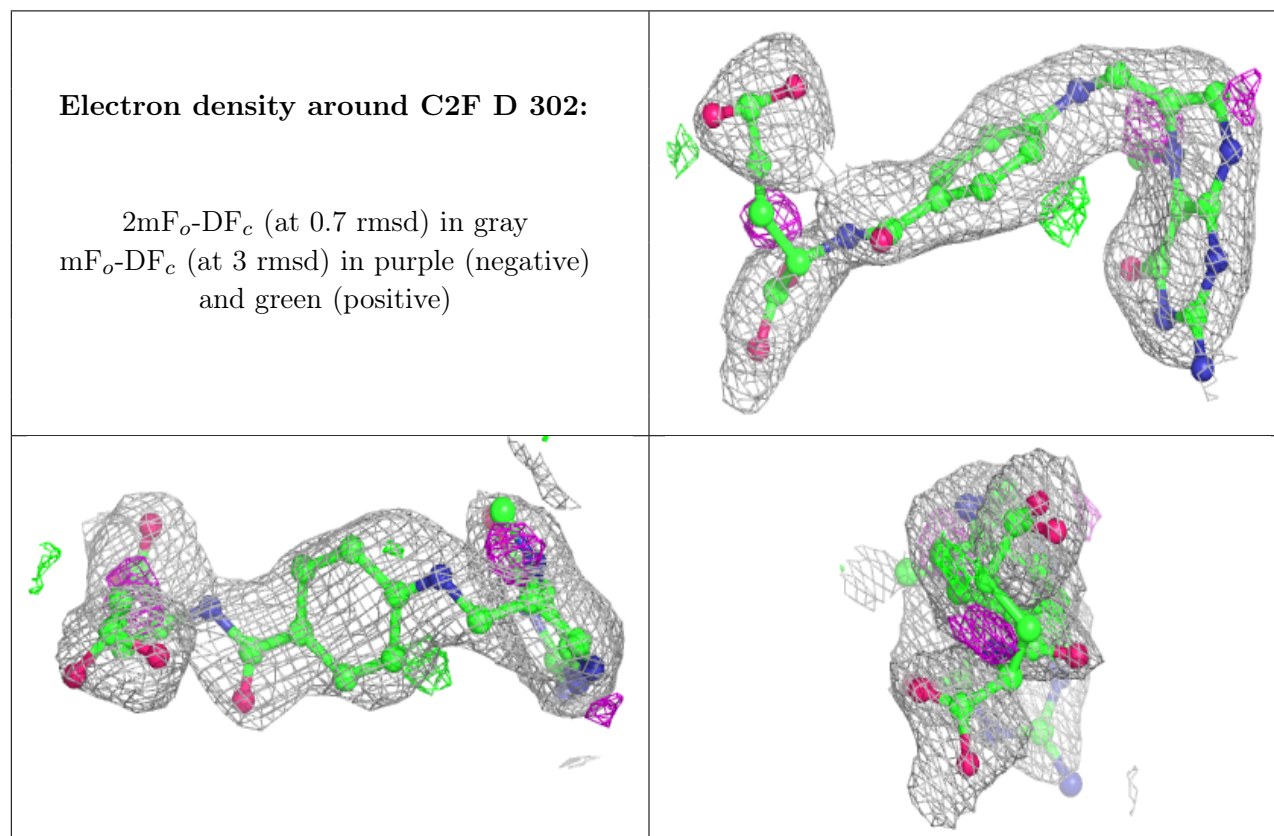 Electron density around C2F D 302:
2mFₒ-DF𝒸 (at 0.7 rmsd) in gray
mFₒ-DF𝒸 (at 3 rmsd) in purple (negative)
and green (positive)